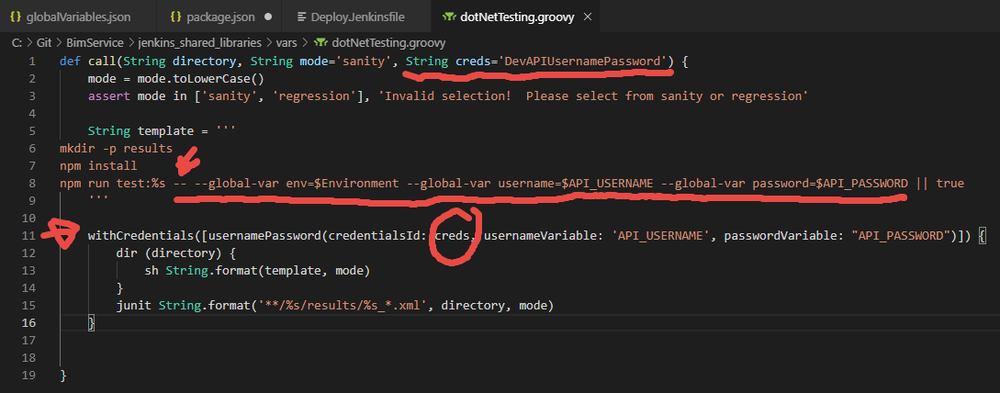 globalVariables.json package.json DeployJenkinsfile dotNetTesting.groovy
C: > Git > BimService > jenkins_shared_libraries > vars > dotNetTesting.groovy
1 def call(String directory, String mode='sanity', String creds='DevAPIUsernamePassword') {
2 mode = mode.toLowerCase()
3 assert mode in ['sanity', 'regression'], 'Invalid selection!  Please select from sanity or regression'
4
5 String template = '''
6 mkdir -p results
7 npm install
8 npm run test:%s -- --global-var env=$Environment --global-var username=$API_USERNAME --global-var password=$API_PASSWORD || true
9 '''
10
11 withCredentials([usernamePassword(credentialsId: creds, usernameVariable: 'API_USERNAME', passwordVariable: "API_PASSWORD")]) {
12 dir (directory) {
13 sh String.format(template, mode)
14 }
15 junit String.format('**/%s/results/%s_*.xml', directory, mode)
16 }
17
18
19 }